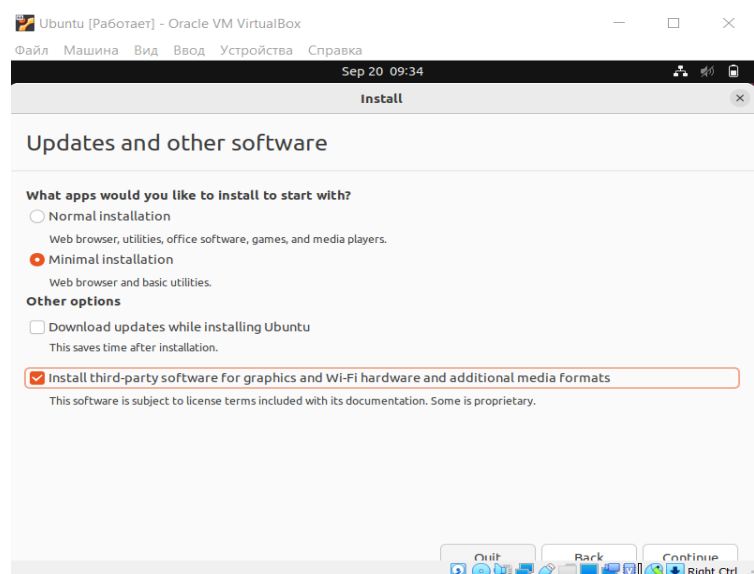 Ubuntu [Работает] - Oracle VM VirtualBox
Файл Машина Вид Ввод Устройства Справка
Sep 20 09:34
Install
Updates and other software
What apps would you like to install to start with?
Normal installation
Web browser, utilities, office software, games, and media players.
Minimal installation
Web browser and basic utilities.
Other options
Download updates while installing Ubuntu
This saves time after installation.
Install third-party software for graphics and Wi-Fi hardware and additional media formats
This software is subject to license terms included with its documentation. Some is proprietary.
Quit Back Continue
Right Ctrl